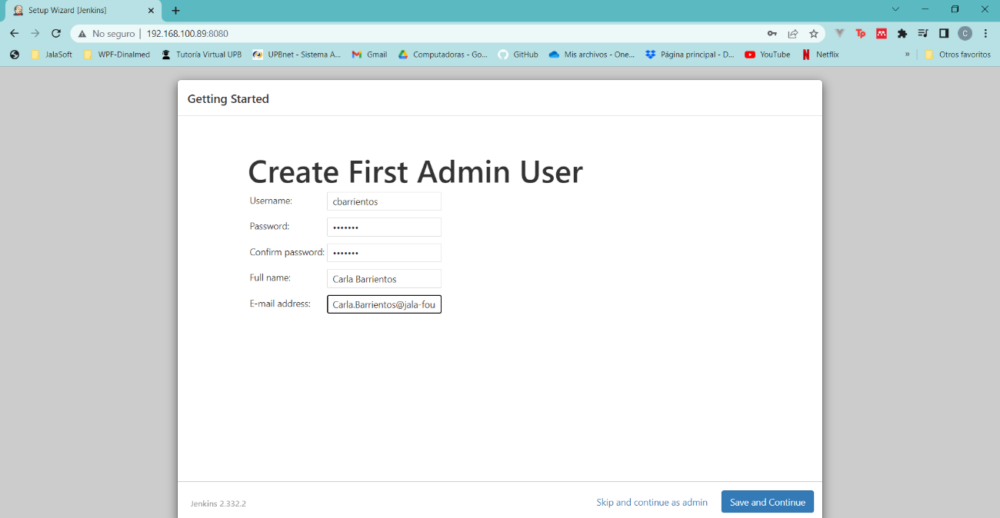 Setup Wizard [Jenkins]
No seguro | 192.168.100.89:8080
C
JalaSoft WPF-Dinalmed Tutoría Virtual UPB UPBnet - Sistema A... Gmail Computadoras - Go... GitHub Mis archivos - One... Página principal - D... YouTube Netflix » Otros favoritos
Getting Started
Create First Admin User
Username: cbarrientos
Password: •••••••
Confirm password: •••••••
Full name: Carla Barrientos
E-mail address: Carla.Barrientos@jala-fou
Jenkins 2.332.2 Skip and continue as admin Save and Continue